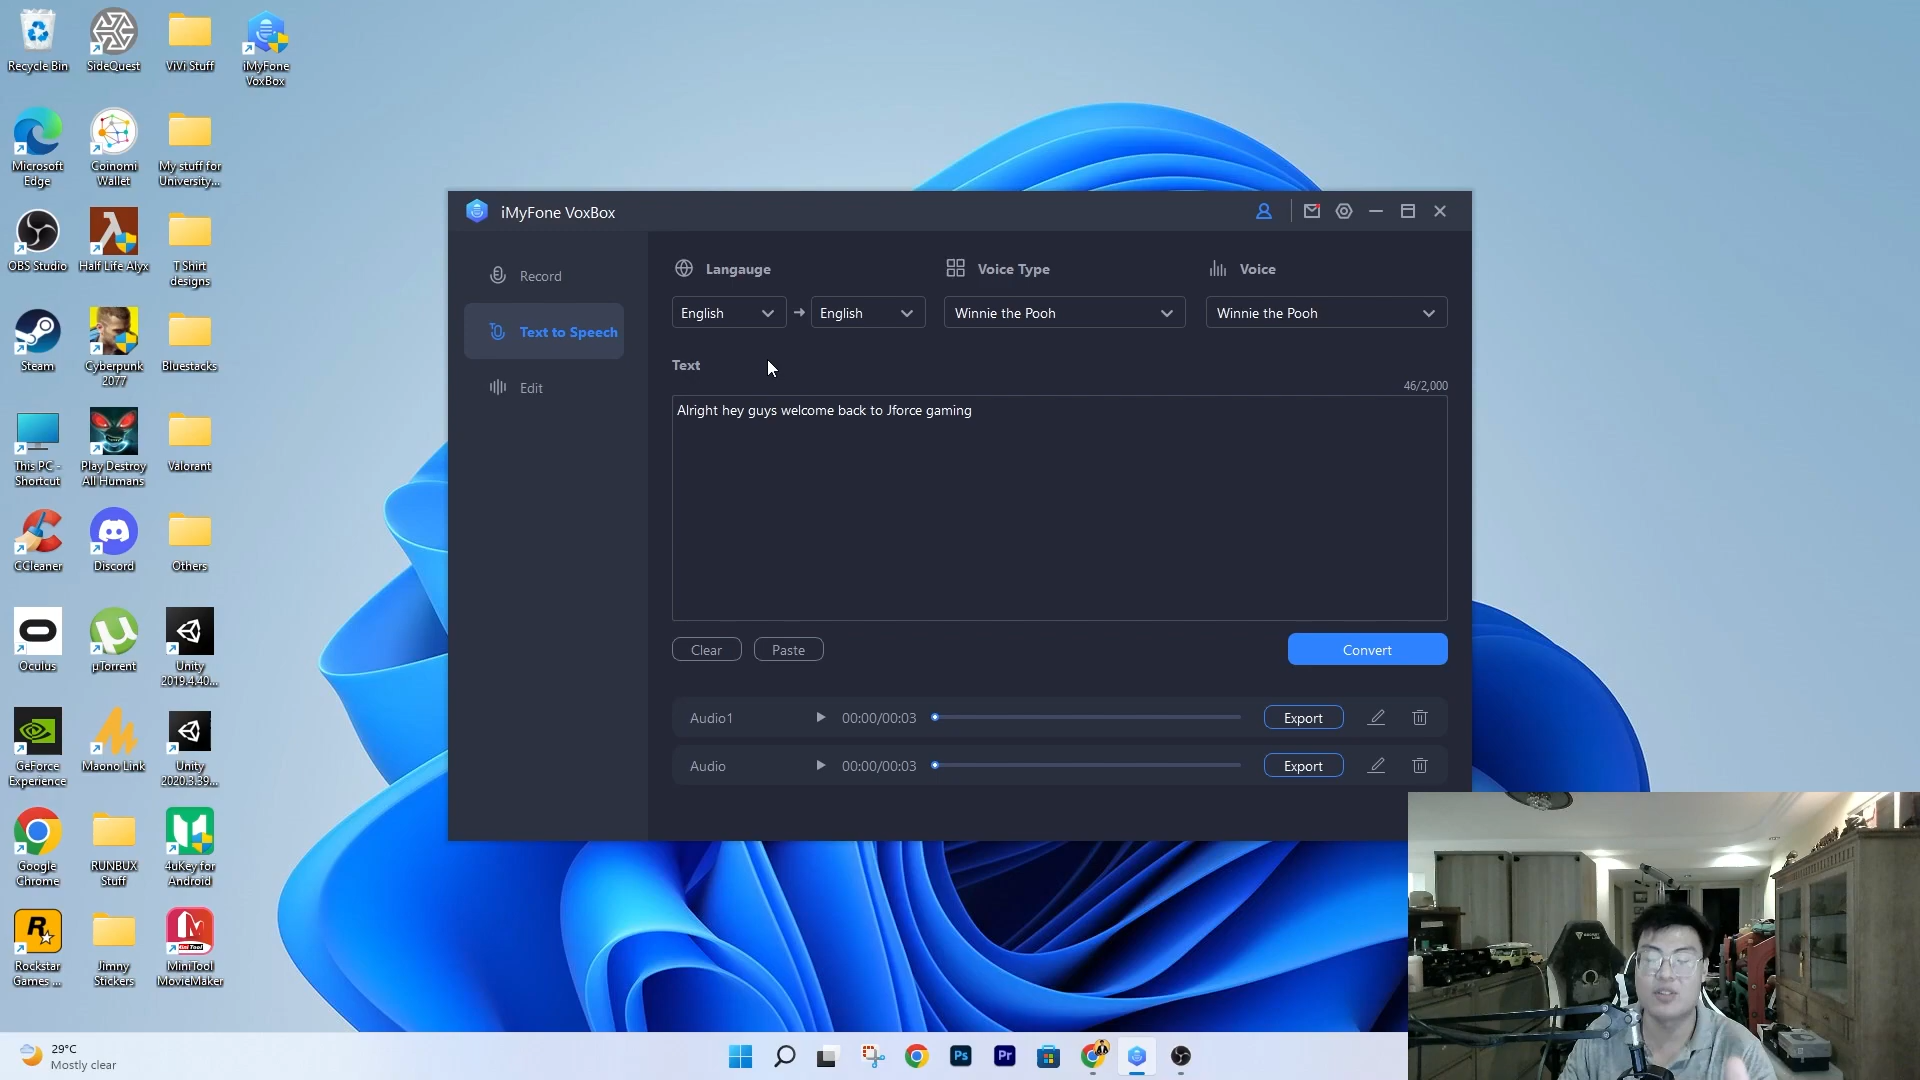 Recycle Bin
SideQuest
ViVi Stuff
iMyFone
VoxBox
Microsoft
Edge
Coinomi
Wallet
My stuff for
University...
OBS Studio
Half Life Alyx
T Shirt
designs
Steam
Cyberpunk
2077
Bluestacks
This PC -
Shortcut
Play Destroy
All Humans
Valorant
CCleaner
Discord
Others
Oculus
µTorrent
Unity
2019.4.40...
GeForce
Experience
Maono Link
Unity
2020.3.39...
Google
Chrome
RUNBUX
Stuff
4uKey for
Android
Rockstar
Games ...
Jimny
Stickers
MiniTool
MovieMaker
iMyFone VoxBox
Record
Text to Speech
Edit
Langauge
Voice Type
Voice
English
English
Winnie the Pooh
Winnie the Pooh
Text
46/2,000
Alright hey guys welcome back to Jforce gaming
Clear
Paste
Convert
Audio1
00:00/00:03
Export
Audio
00:00/00:03
Export
29°C
Mostly clear
Ps
Pr